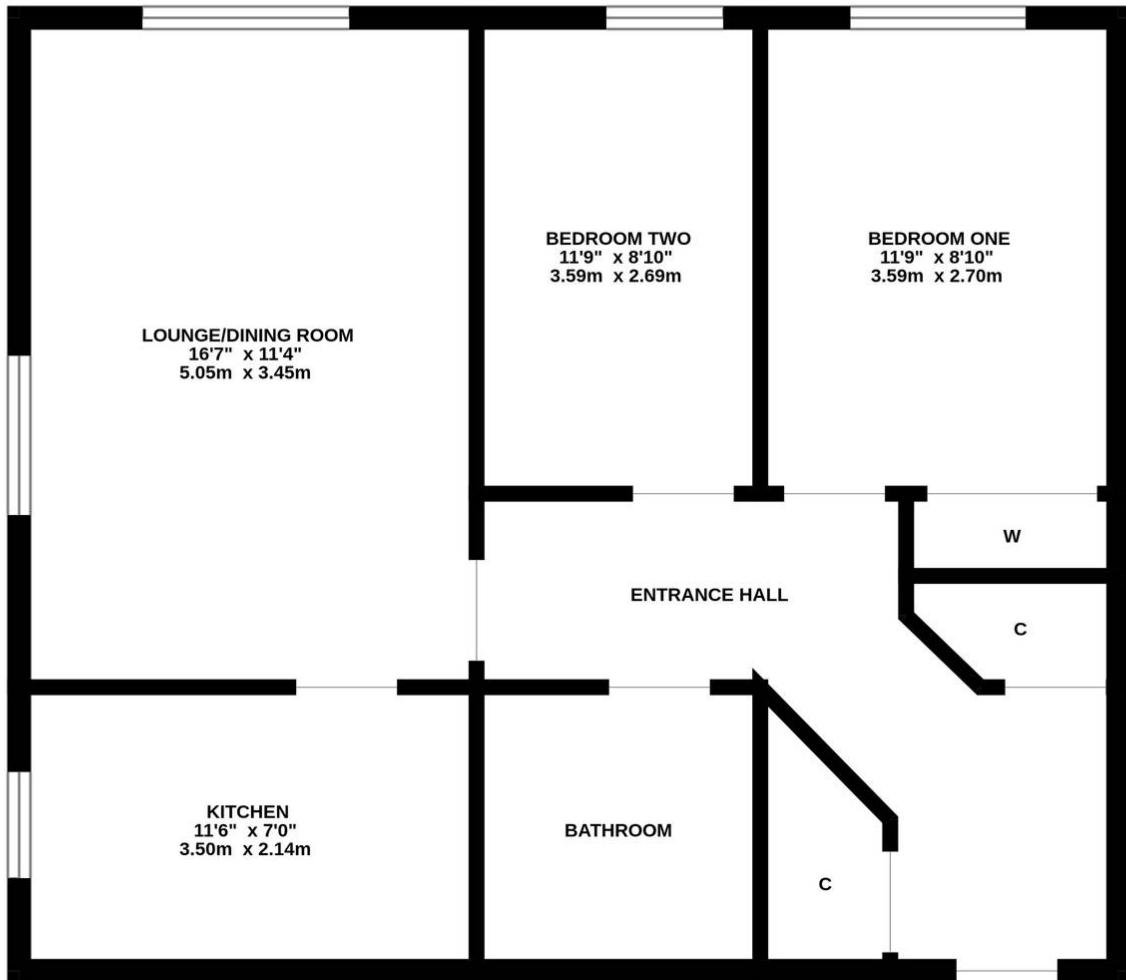 BEDROOM TWO
11'9" x 8'10"
3.59m x 2.69m
BEDROOM ONE
11'9" x 8'10"
3.59m x 2.70m
LOUNGE/DINING ROOM
16'7" x 11'4"
5.05m x 3.45m
W
ENTRANCE HALL
C
KITCHEN
11'6" x 7'0"
3.50m x 2.14m
BATHROOM
C